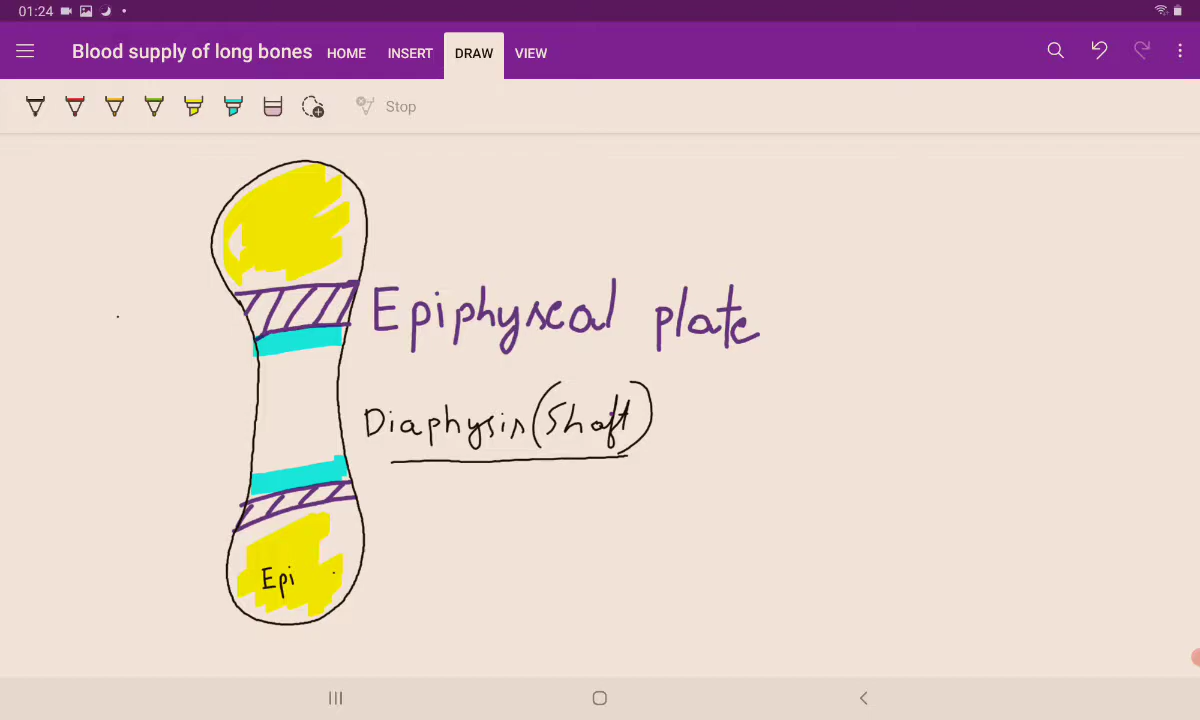 01:24
Blood supply of long bones HOME INSERT DRAW VIEW
Stop
Epiphyseal plate
Diaphysis (Shaft)
Epi